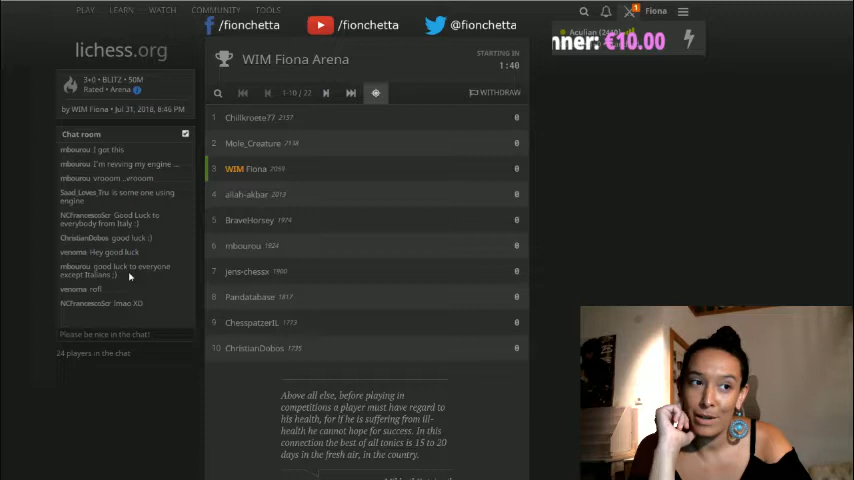 PLAY LEARN WATCH COMMUNITY TOOLS
Fiona
1
/fionchetta /fionchetta @fionchetta
nner: €10.00
lichess.org
3+0 • BLITZ • 50M
Rated • Arena
by WIM Fiona • Jul 31, 2018, 8:46 PM
WIM Fiona Arena
STARTING IN
1:40
1-10 / 22
WITHDRAW
Chat room
mbourou I got this
mbourou I'm revving my engine ...
mbourou vrooom ..vrooom
Saad_Loves_Tru is some one using
engine
NCFrancescoScr Good Luck to
everybody from Italy :)
ChristianDobos good luck :)
venoma Hey good luck
mbourou good luck to everyone
except Italians ;)
venoma rofl
NCFrancescoScr lmao XD
Please be nice in the chat!
24 players in the chat
1 Chillkroete77 2157 0
2 Mole_Creature 2138 0
3 WIM Fiona 2059 0
4 allah-akbar 2013 0
5 BraveHorsey 1974 0
6 mbourou 1924 0
7 jens-chessx 1900 0
8 Pandatabase 1817 0
9 ChesspatzerIL 1773 0
10 ChristianDobos 1735 0
Above all else, before playing in
competitions a player must have regard to
his health, for if he is suffering from ill-
health he cannot hope for success. In this
connection the best of all tonics is 15 to 20
days in the fresh air, in the country.